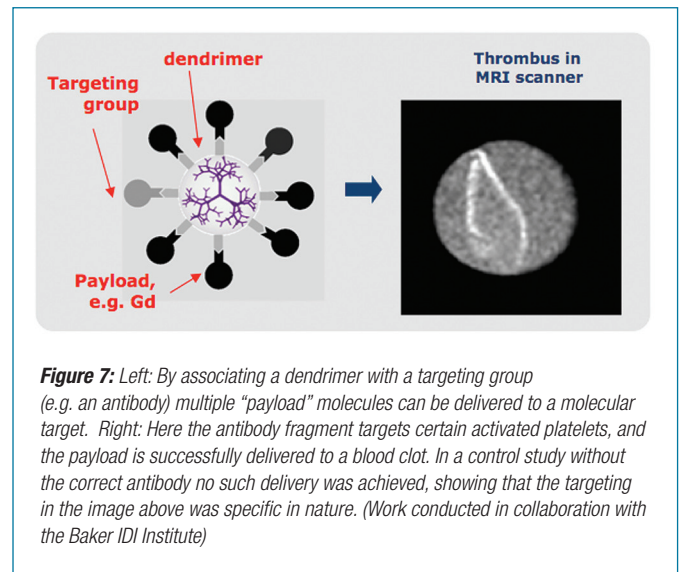 dendrimer
Targeting
group
Payload,
e.g. Gd
Thrombus in
MRI scanner
Figure 7: Left: By associating a dendrimer with a targeting group
(e.g. an antibody) multiple “payload” molecules can be delivered to a molecular
target. Right: Here the antibody fragment targets certain activated platelets, and
the payload is successfully delivered to a blood clot. In a control study without
the correct antibody no such delivery was achieved, showing that the targeting
in the image above was specific in nature. (Work conducted in collaboration with
the Baker IDI Institute)